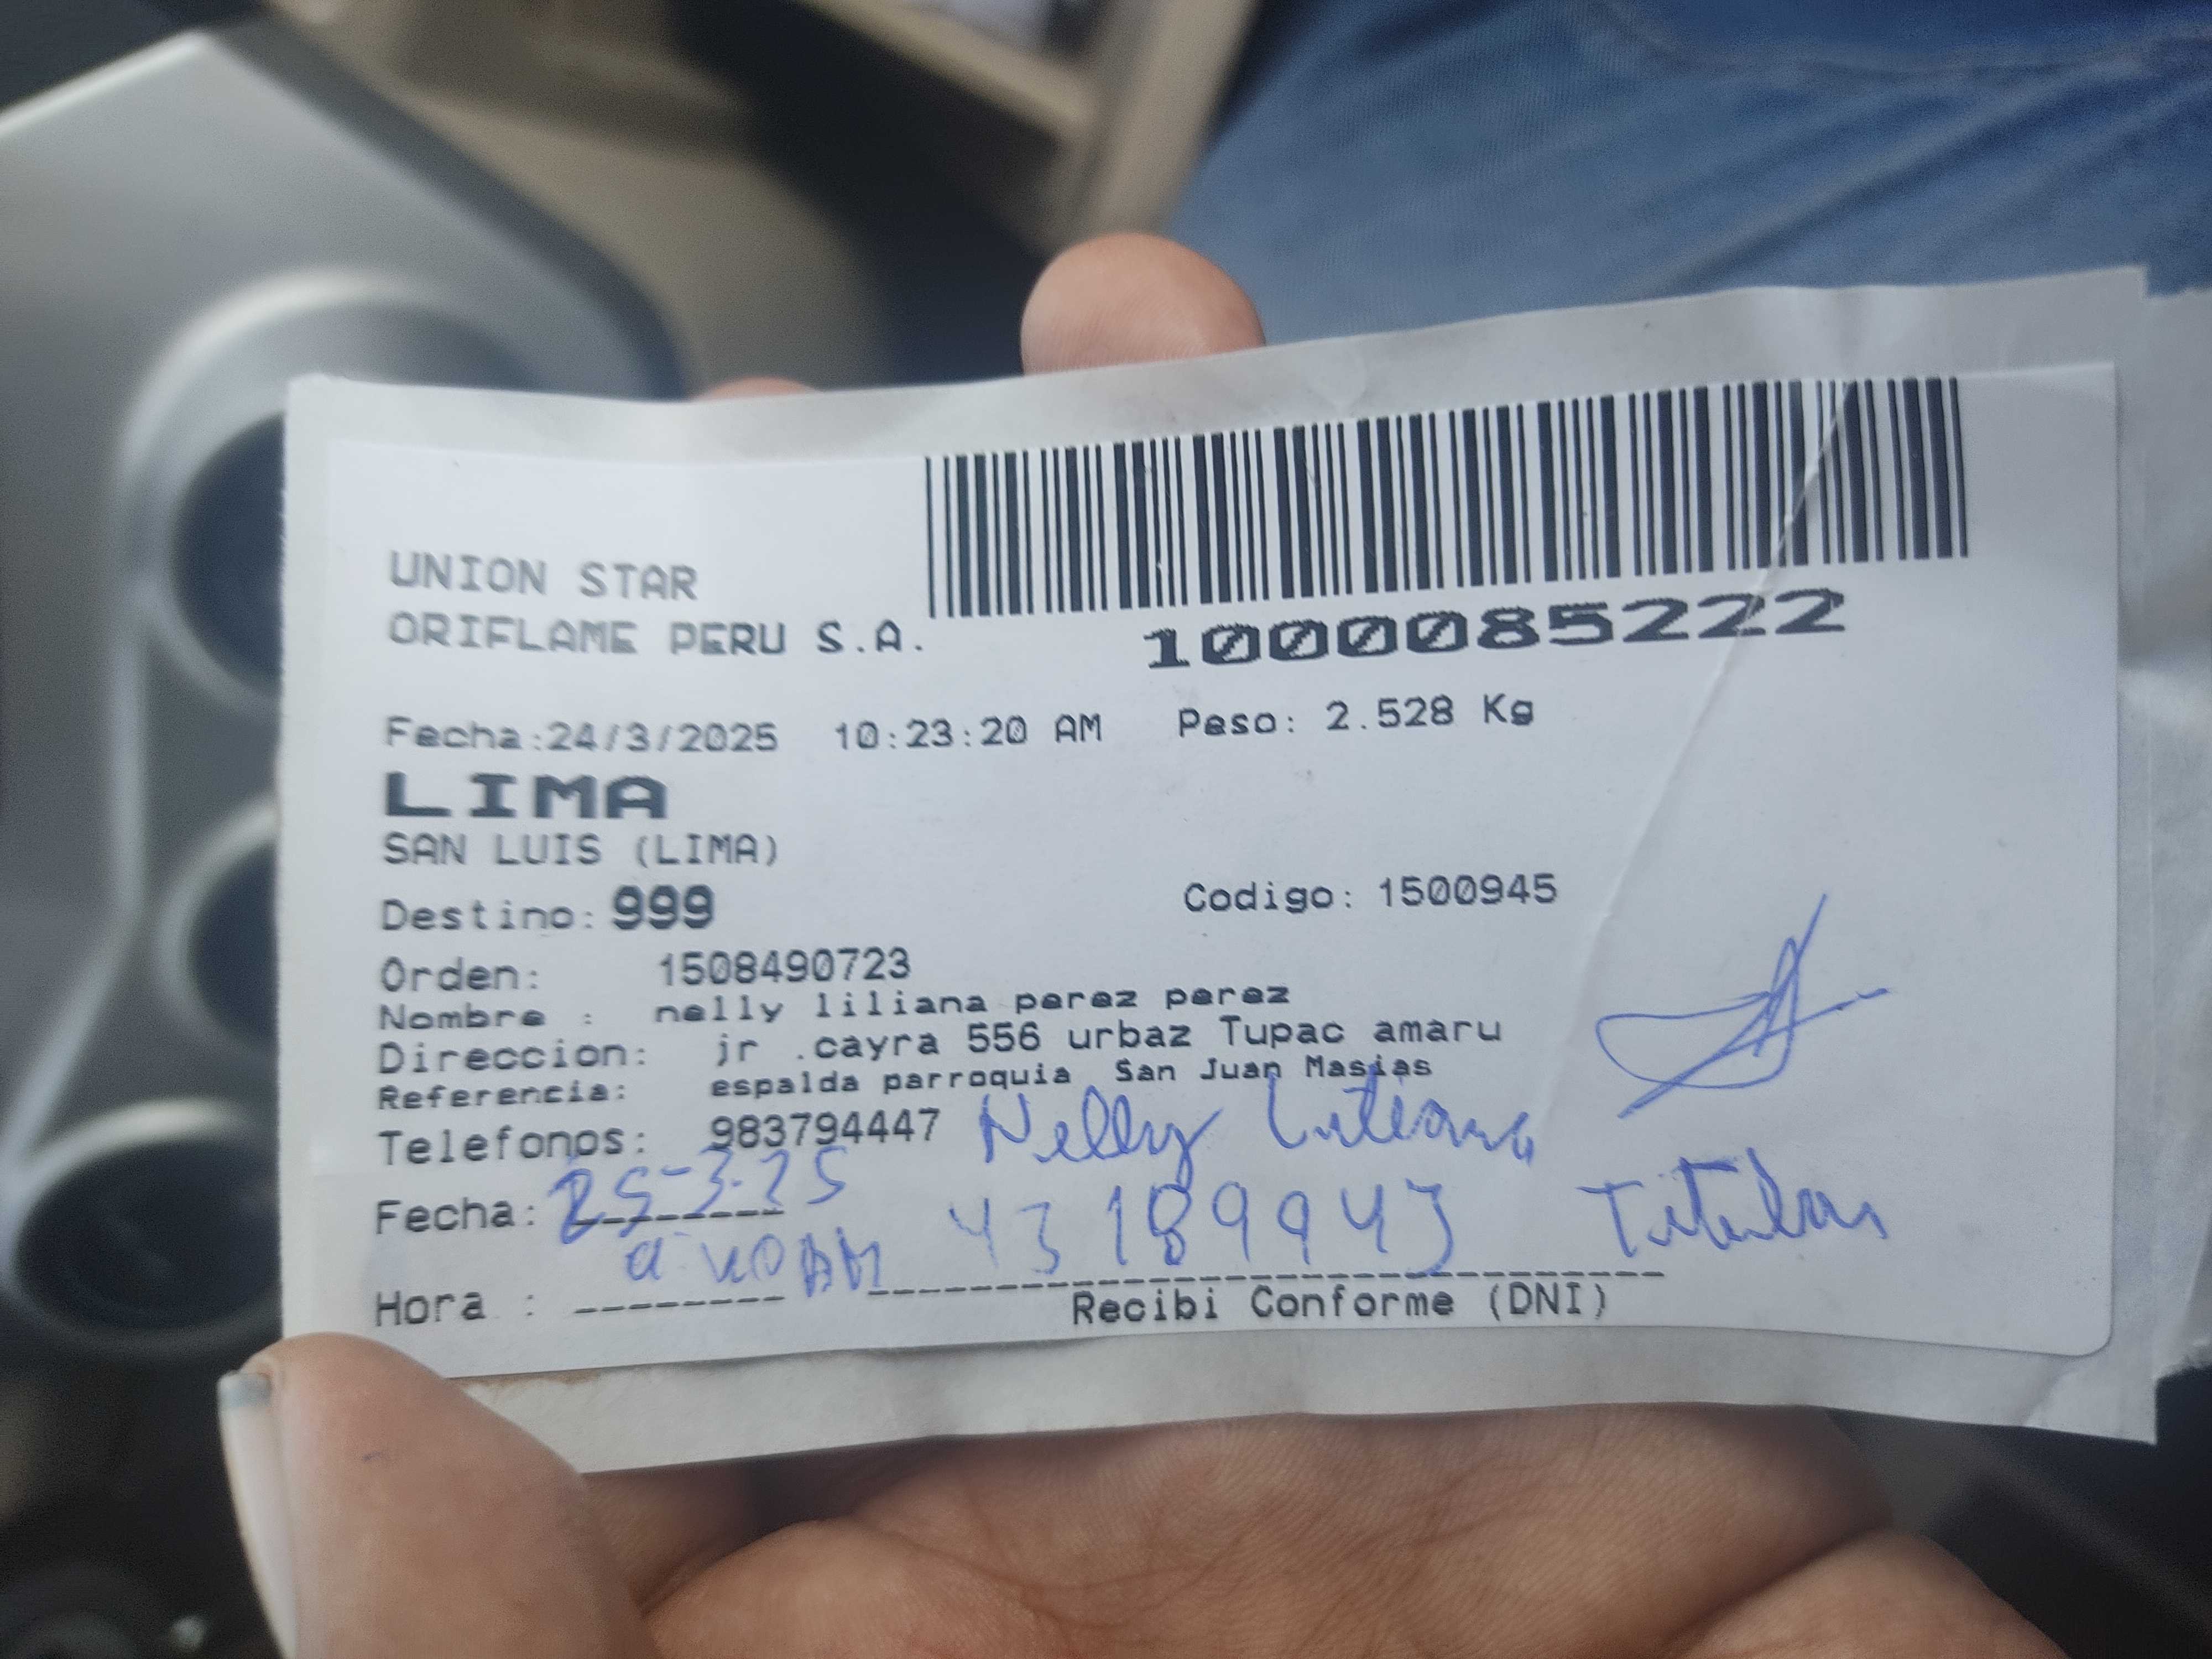 UNION STAR
ORIFLAME PERU S.A.
1000085222
Fecha:24/3/2025 10:23:20 AM Peso: 2.528 Kg
LIMA
SAN LUIS (LIMA)
Destino: 999 Codigo: 1500945
Orden: 1508490723
Nombre : nelly liliana perez perez
Direccion: jr .cayra 556 urbaz Tupac amaru
Referencia: espalda parroquia San Juan Masias
Telefonos: 983794447 Nelly Liliana
Fecha: 25-3-25 43189943 Titular
Hora : AM
Recibi Conforme (DNI)